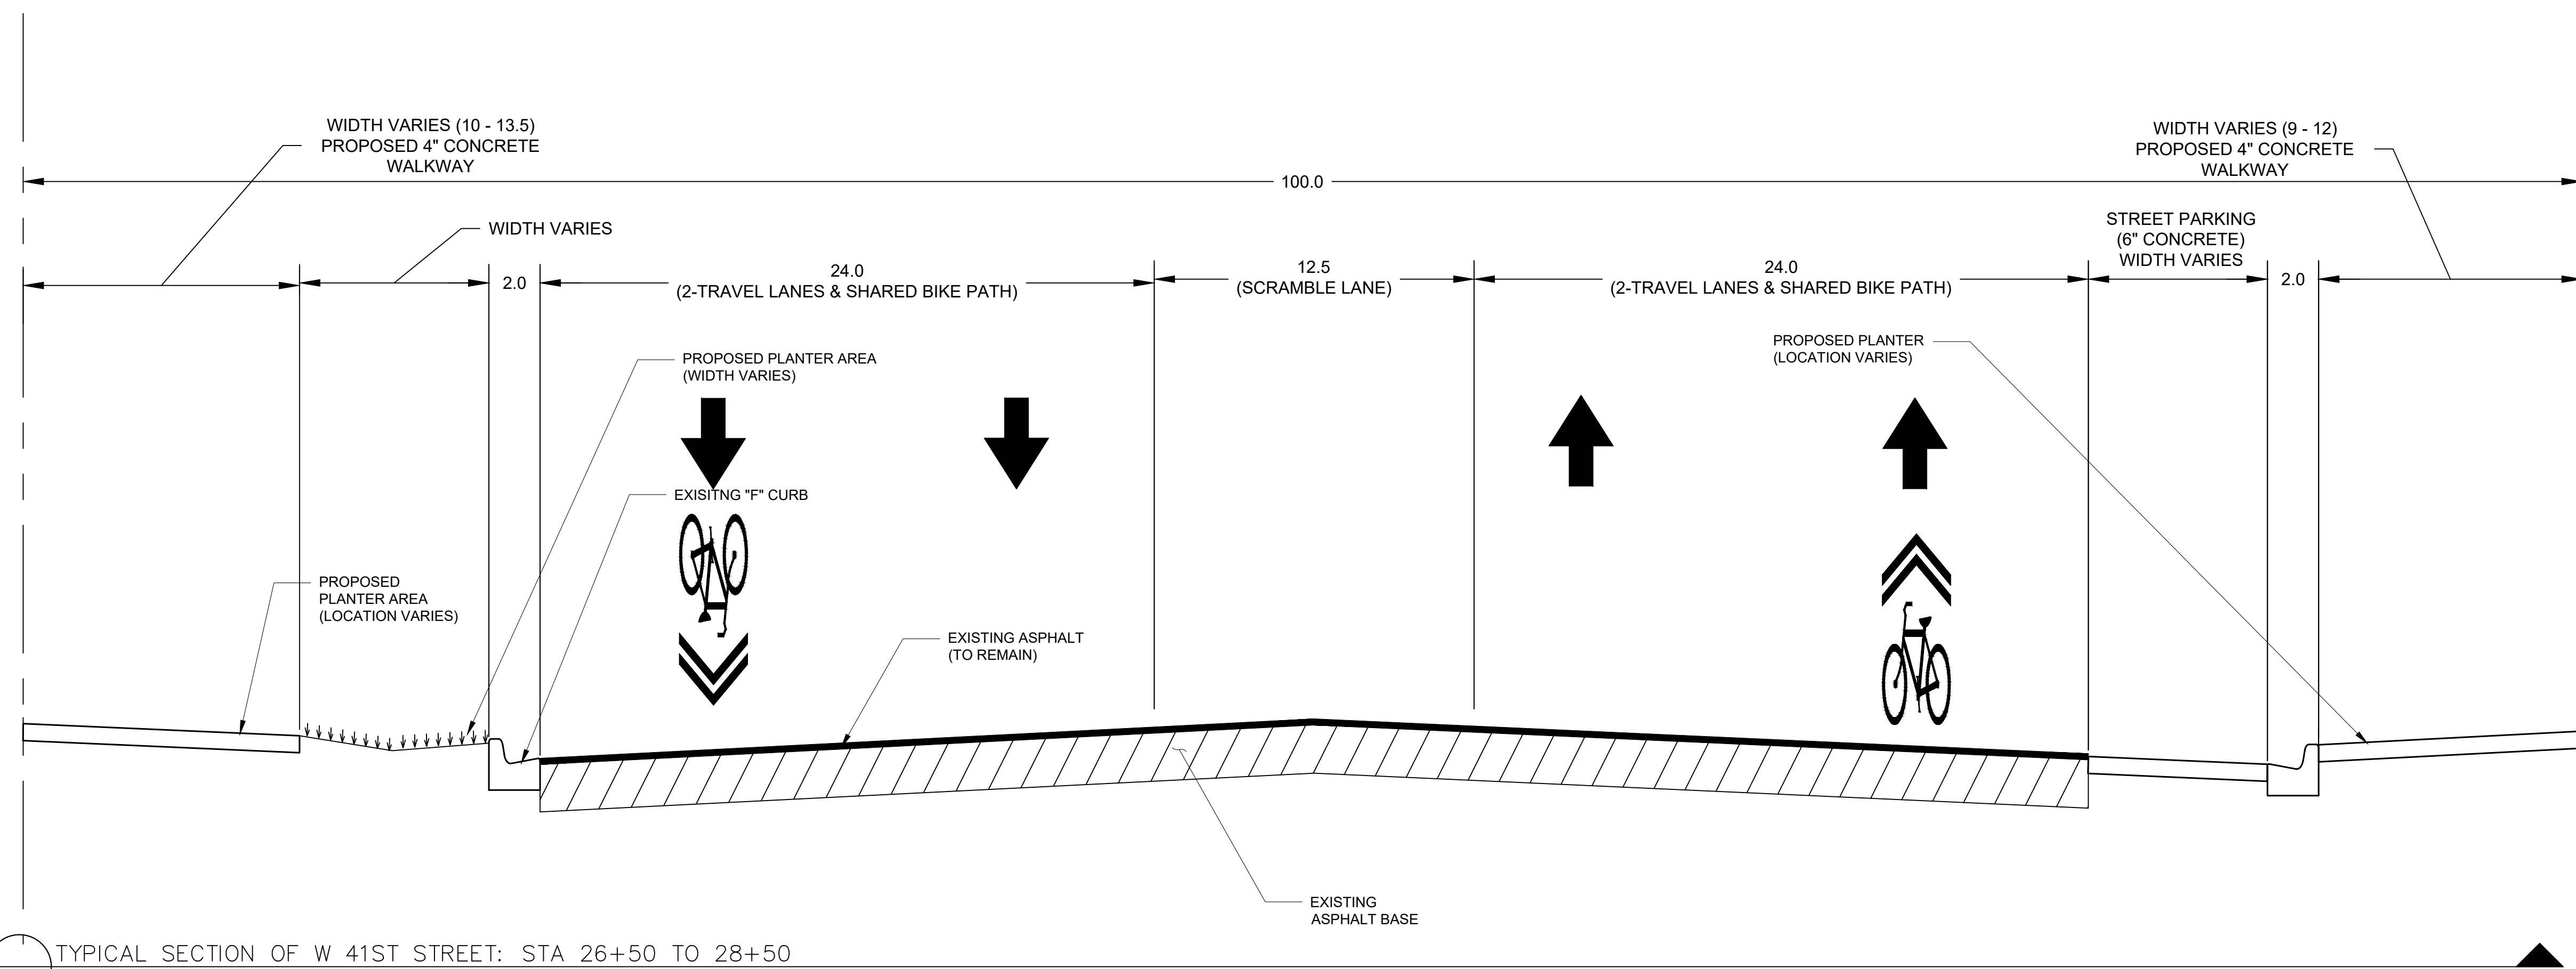 WIDTH VARIES (10 - 13.5)
PROPOSED 4" CONCRETE
WALKWAY
WIDTH VARIES (9 - 12)
PROPOSED 4" CONCRETE
WALKWAY
100.0
WIDTH VARIES
STREET PARKING
(6" CONCRETE)
WIDTH VARIES
2.0
24.0
(2-TRAVEL LANES & SHARED BIKE PATH)
12.5
(SCRAMBLE LANE)
24.0
(2-TRAVEL LANES & SHARED BIKE PATH)
2.0
PROPOSED PLANTER AREA
(WIDTH VARIES)
PROPOSED PLANTER
(LOCATION VARIES)
EXISITNG "F" CURB
PROPOSED
PLANTER AREA
(LOCATION VARIES)
EXISTING ASPHALT
(TO REMAIN)
EXISTING
ASPHALT BASE
TYPICAL SECTION OF W 41ST STREET: STA 26+50 TO 28+50